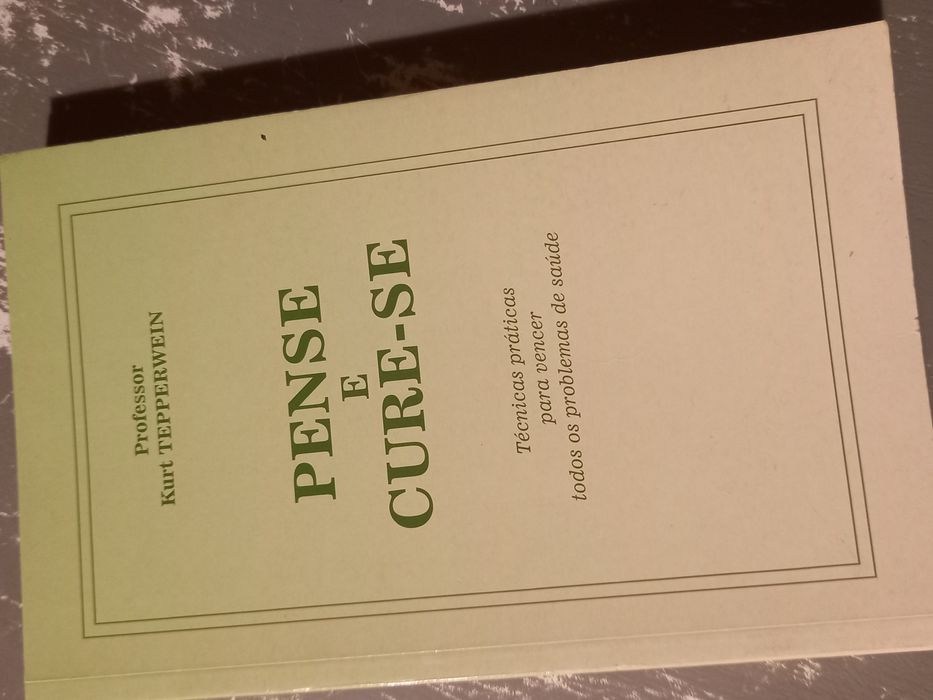 Professor
Kurt TEPPERWEIN
PENSE
E
CURE-SE
Técnicas práticas
para vencer
todos os problemas de saúde